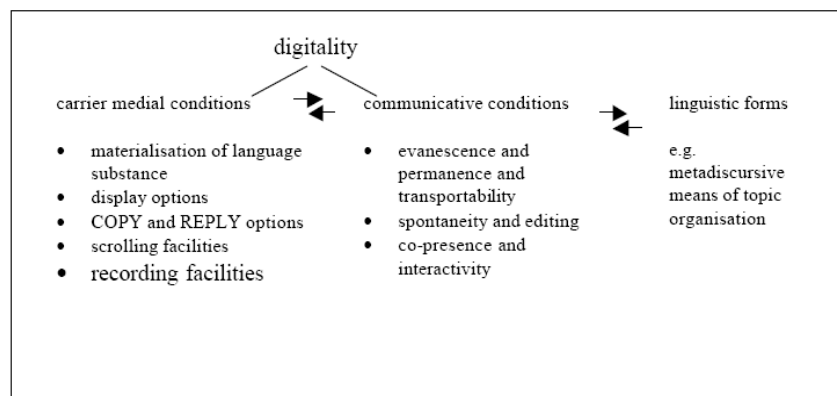 digitality
carrier medial conditions
• materialisation of language
substance
• display options
• COPY and REPLY options
• scrolling facilities
• recording facilities
communicative conditions
• evanescence and
permanence and
transportability
• spontaneity and editing
• co-presence and
interactivity
linguistic forms
e.g.
metadiscursive
means of topic
organisation